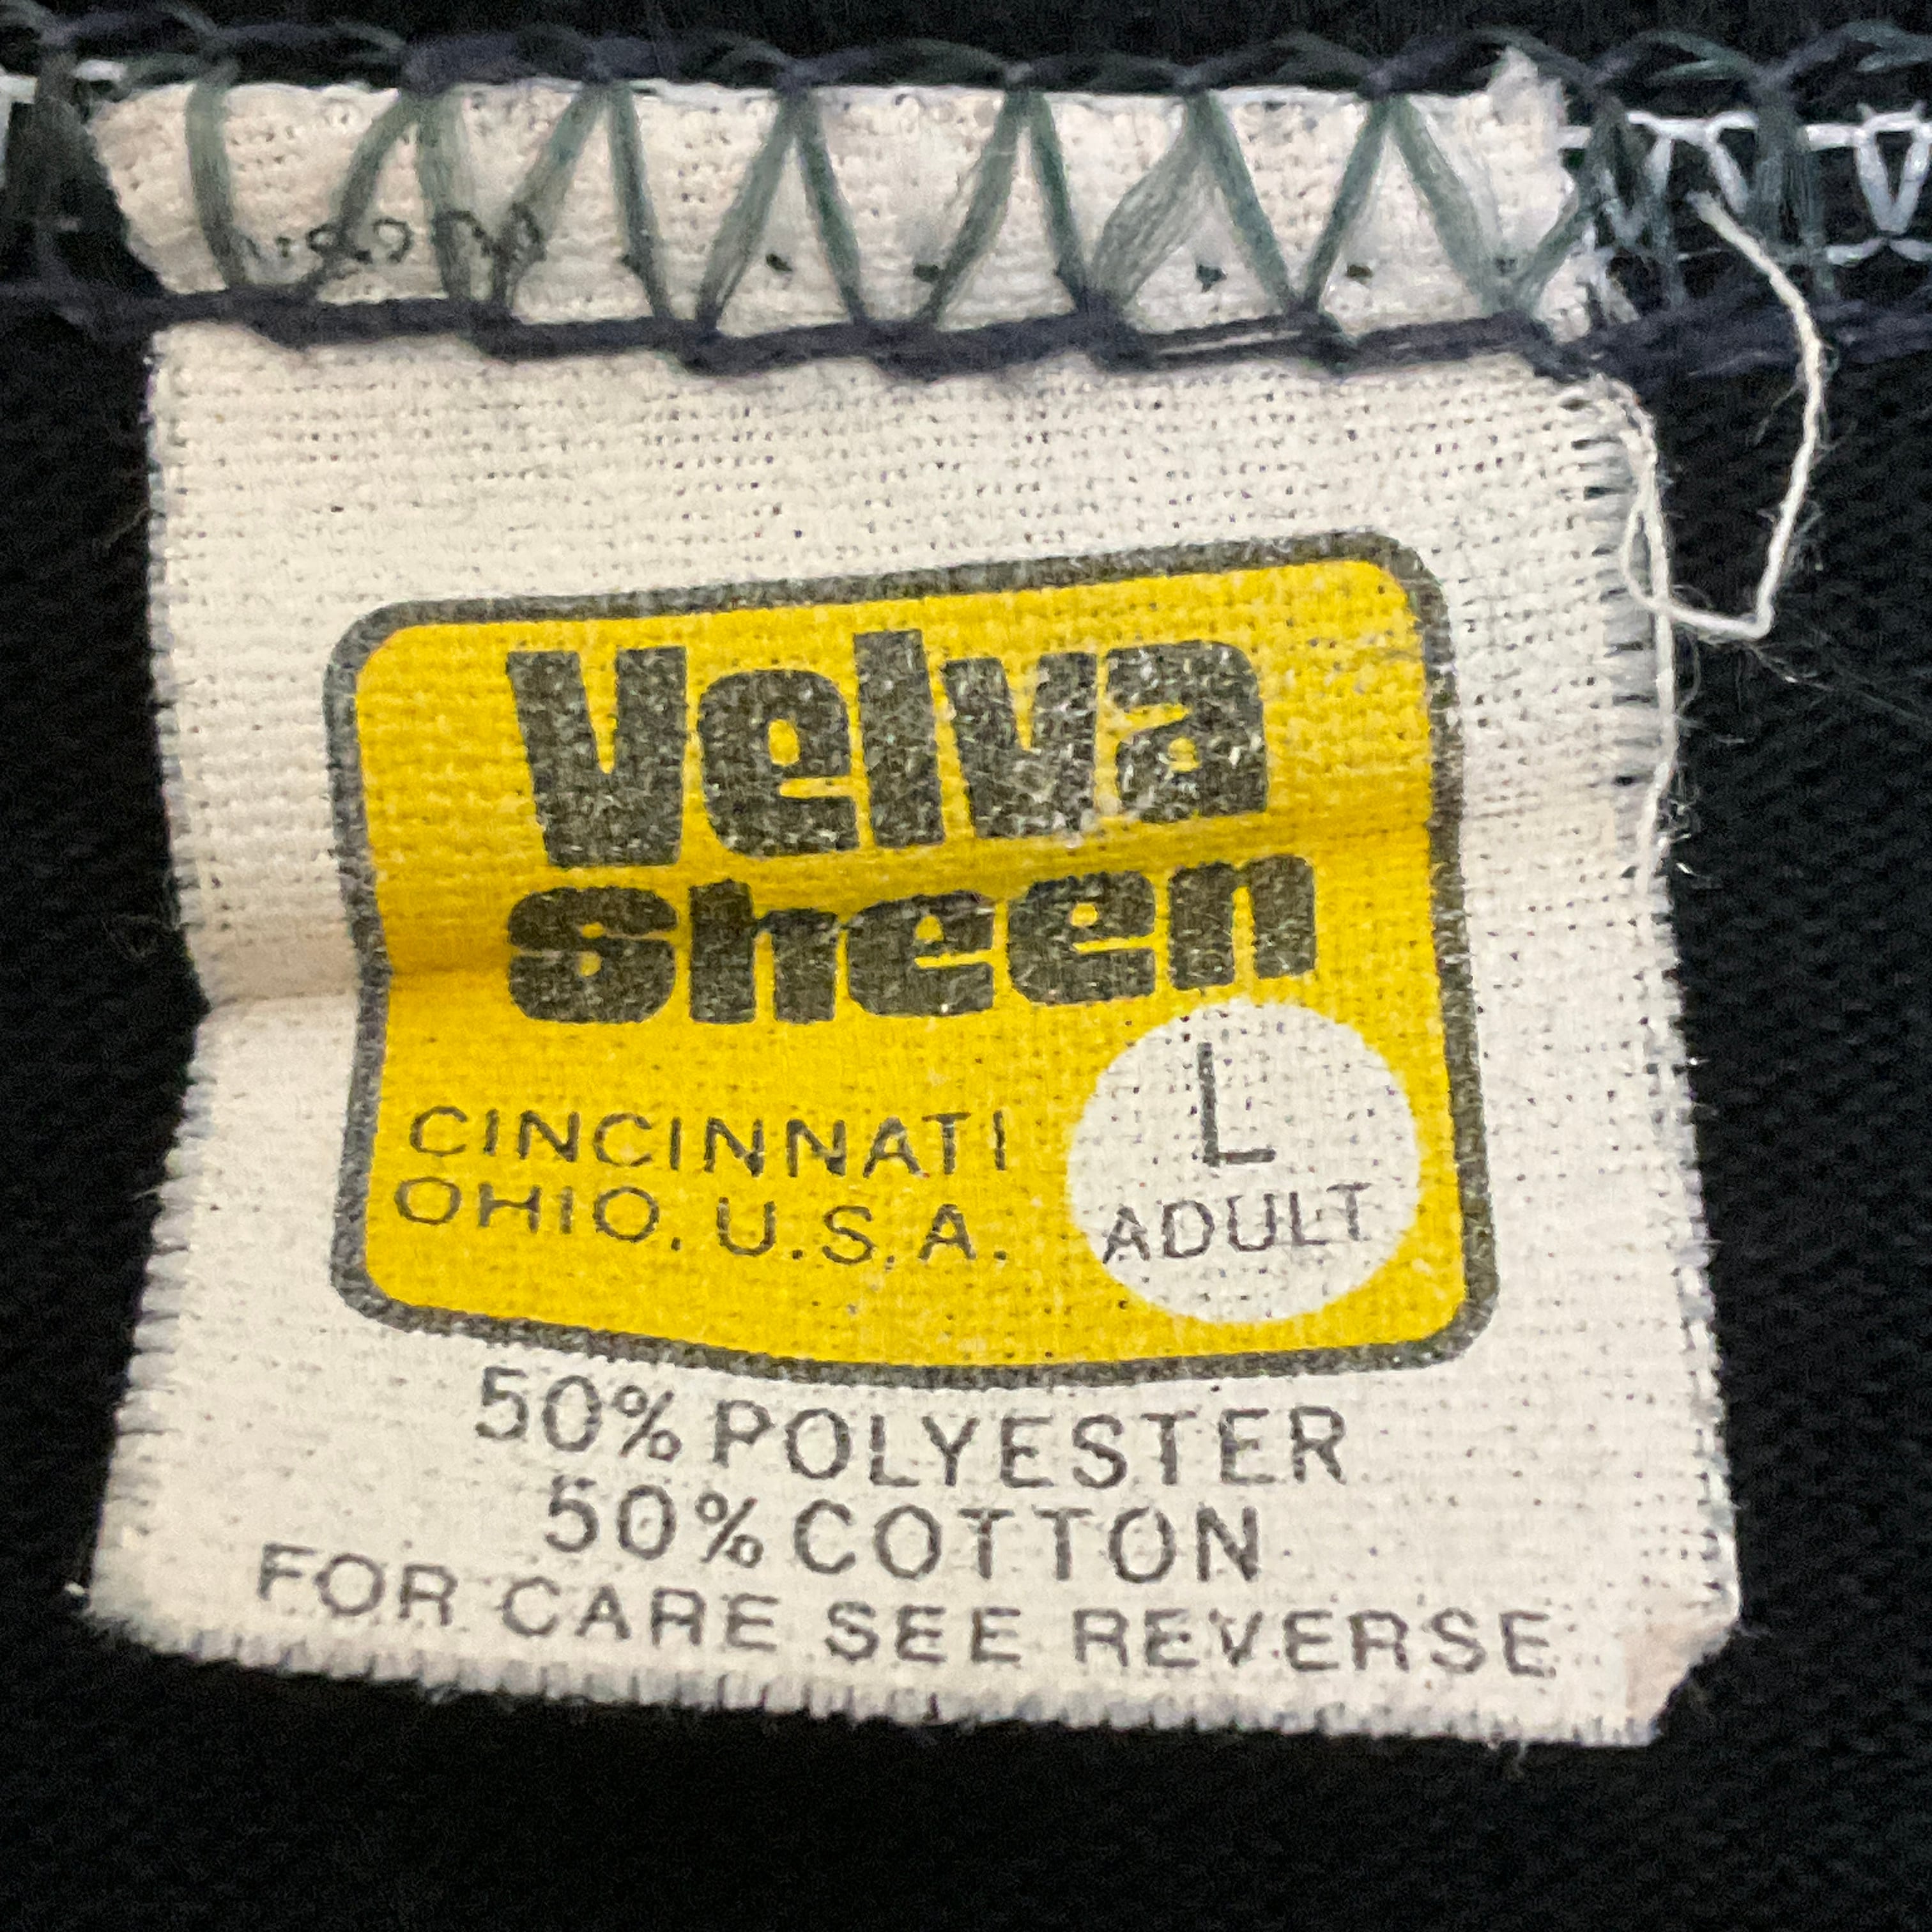 Velva
Sheen
CINCINNATI
OHIO, U.S.A.
L
ADULT
50% POLYESTER
50% COTTON
FOR CARE SEE REVERSE